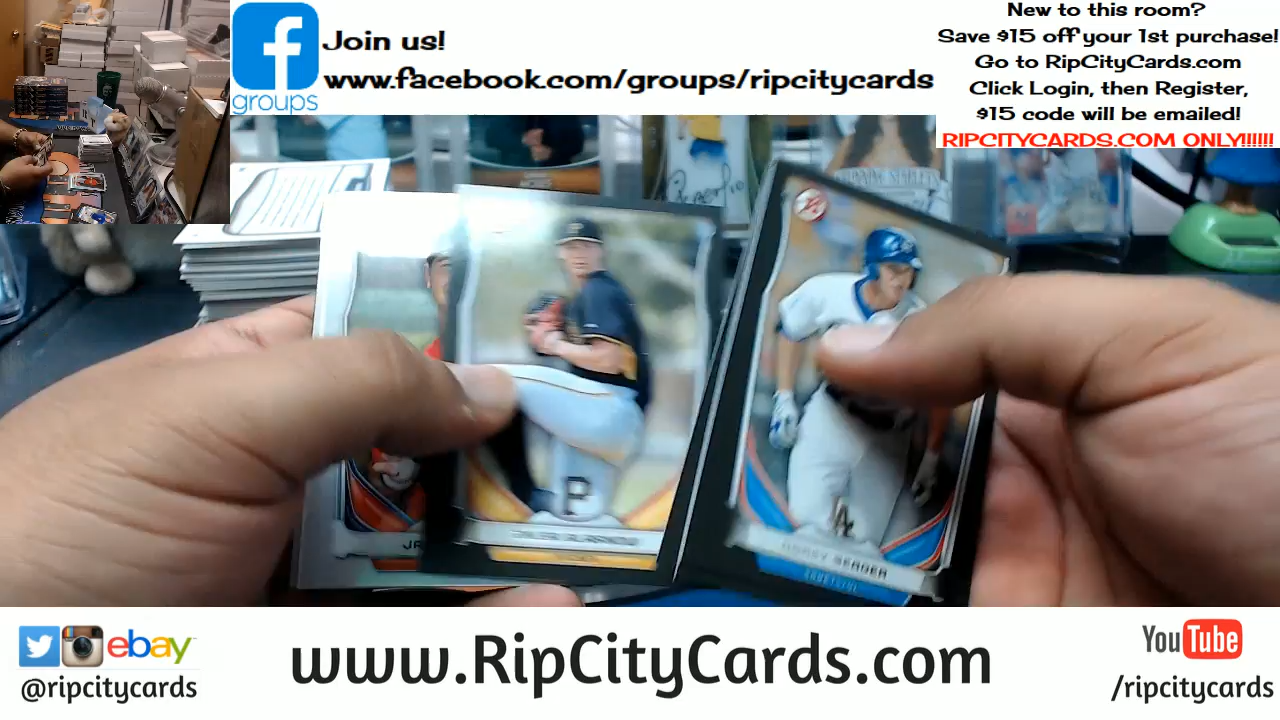 Join us!
www.facebook.com/groups/ripcitycards
f
groups
New to this room?
Save $15 off your 1st purchase!
Go to RipCityCards.com
Click Login, then Register,
$15 code will be emailed!
RIPCITYCARDS.COM ONLY!!!!!!
P
LA
ebay
@ripcitycards
www.RipCityCards.com
YouTube
/ripcitycards